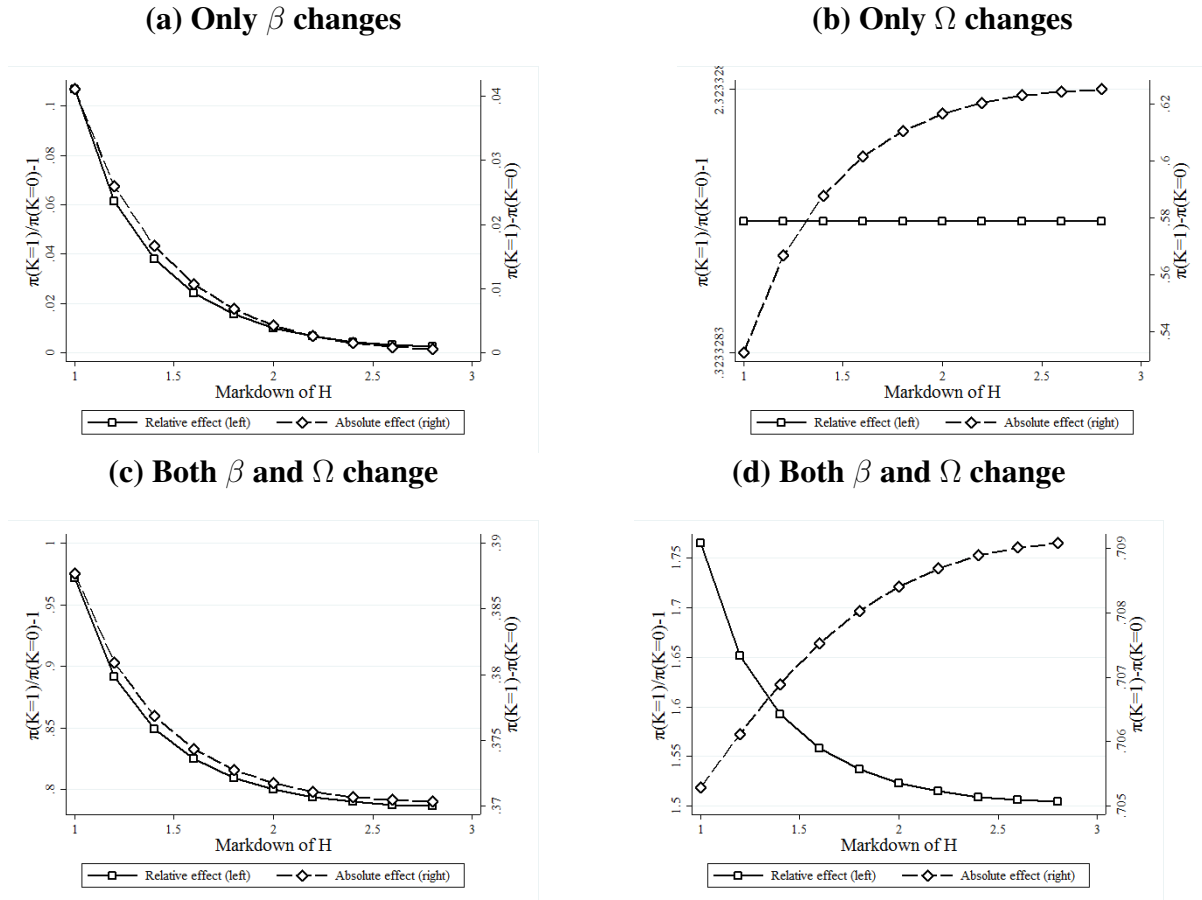 (a) Only β changes
(b) Only Ω changes
π(K=1)/π(K=0)-1
.1
.08
.06
.04
.02
0
π(K=1)-π(K=0)
.04
.03
.02
.01
0
1
1.5
2
2.5
3
Markdown of H
Relative effect (left)
Absolute effect (right)
π(K=1)/π(K=0)-1
2.323328
.3233283
π(K=1)-π(K=0)
.62
.6
.58
.56
.54
1
1.5
2
2.5
3
Markdown of H
Relative effect (left)
Absolute effect (right)
(c) Both β and Ω change
(d) Both β and Ω change
π(K=1)/π(K=0)-1
1
.95
.9
.85
.8
π(K=1)-π(K=0)
.39
.385
.38
.375
.37
1
1.5
2
2.5
3
Markdown of H
Relative effect (left)
Absolute effect (right)
π(K=1)/π(K=0)-1
1.75
1.7
1.65
1.6
1.55
1.5
π(K=1)-π(K=0)
.709
.708
.707
.706
.705
1
1.5
2
2.5
3
Markdown of H
Relative effect (left)
Absolute effect (right)